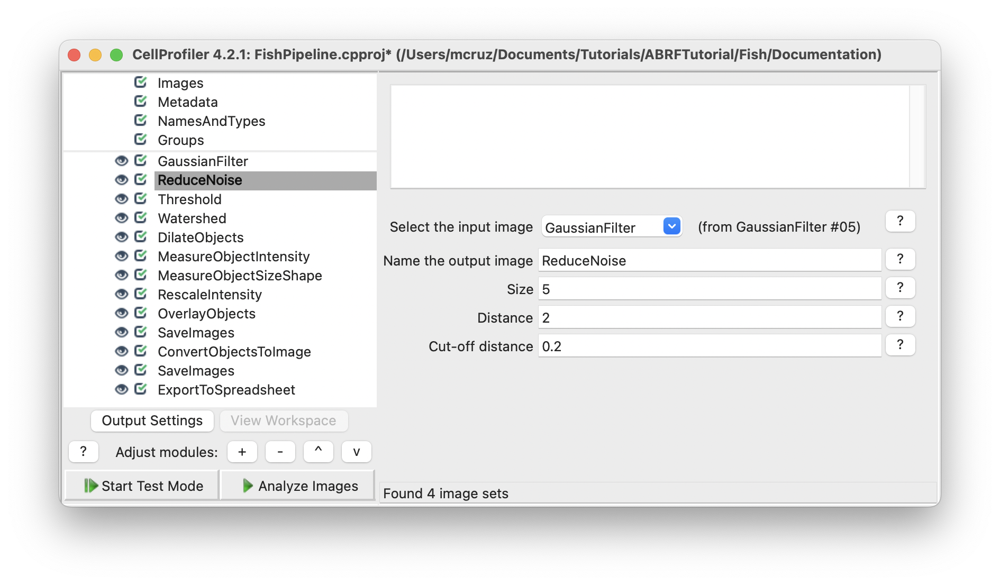 CellProfiler 4.2.1: FishPipeline.cpproj* (/Users/mcruz/Documents/Tutorials/ABRFTutorial/Fish/Documentation)
Images
Metadata
NamesAndTypes
Groups
GaussianFilter
ReduceNoise
Threshold
Watershed
DilateObjects
MeasureObjectIntensity
MeasureObjectSizeShape
RescaleIntensity
OverlayObjects
SaveImages
ConvertObjectsToImage
SaveImages
ExportToSpreadsheet
Output Settings View Workspace
? Adjust modules: + - ^ v
Start Test Mode Analyze Images
Select the input image GaussianFilter (from GaussianFilter #05) ?
Name the output image ReduceNoise ?
Size 5 ?
Distance 2 ?
Cut-off distance 0.2 ?
Found 4 image sets